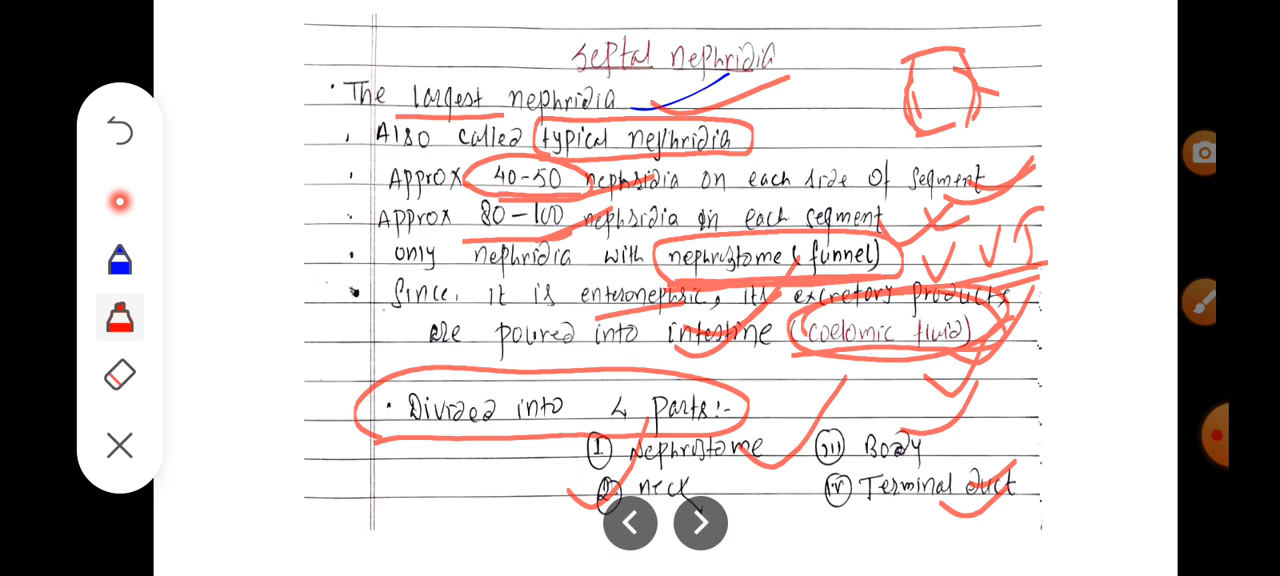 Septal nephridia
· The largest nephridia
· Also called typical nephridia
· Approx 40-50 nephridia on each side of segment
· Approx 80-100 nephridia in each segment
· only nephridia with nephrostome (funnel)
· Since, it is enteronephric, its excretory products
are poured into intestine (coelomic fluid)
· Divided into 4 parts:-
(i) Nephrostome (iii) Body
(2) neck (iv) Terminal duct